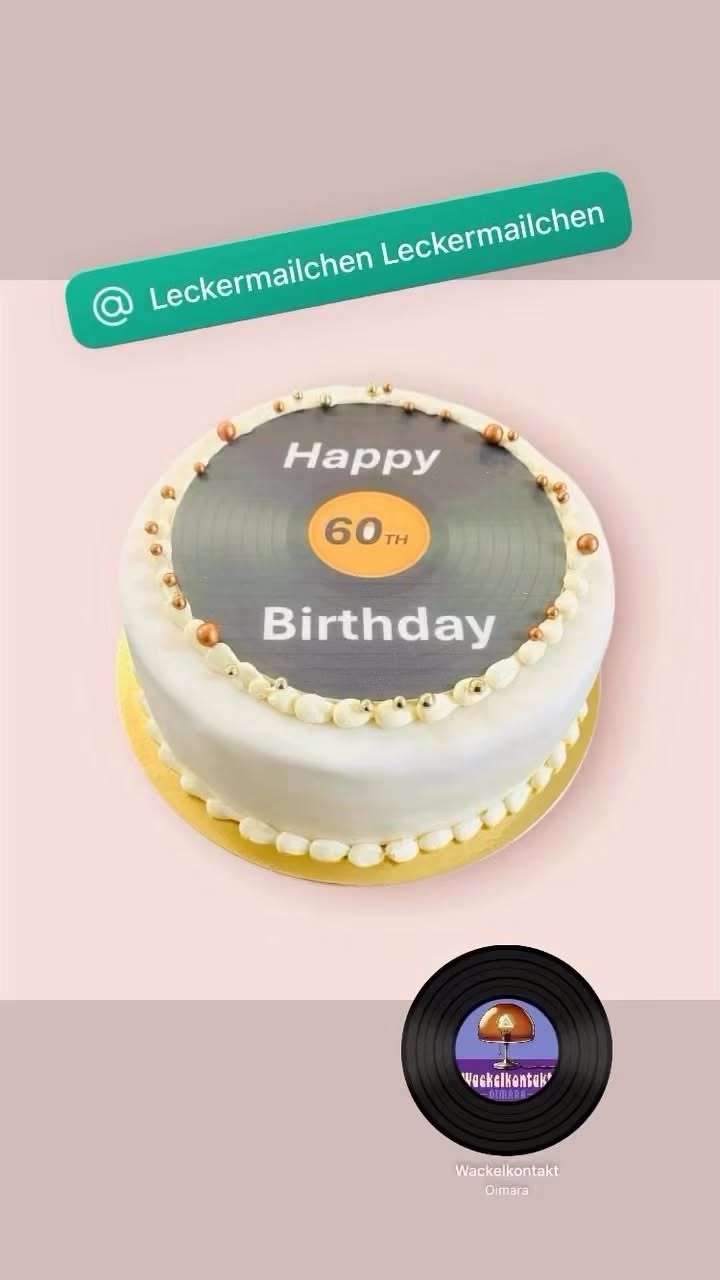 @ Leckermailchen Leckermailchen
Happy
60TH
Birthday
Wackelkontakt
OIMARA
Wackelkontakt
Oimara